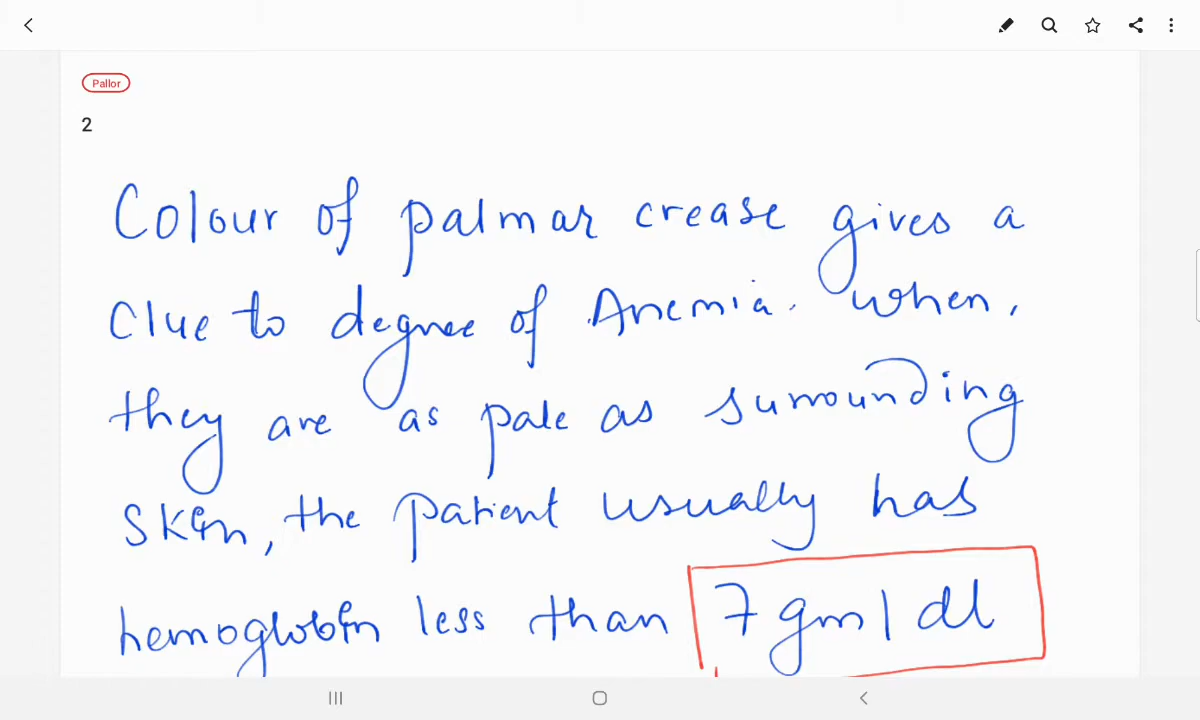 Pallor
2
Colour of palmar crease gives a
clue to degree of Anemia. when,
they are as pale as surrounding
skin, the patient usually has
hemoglobin less than 7 gm/dl